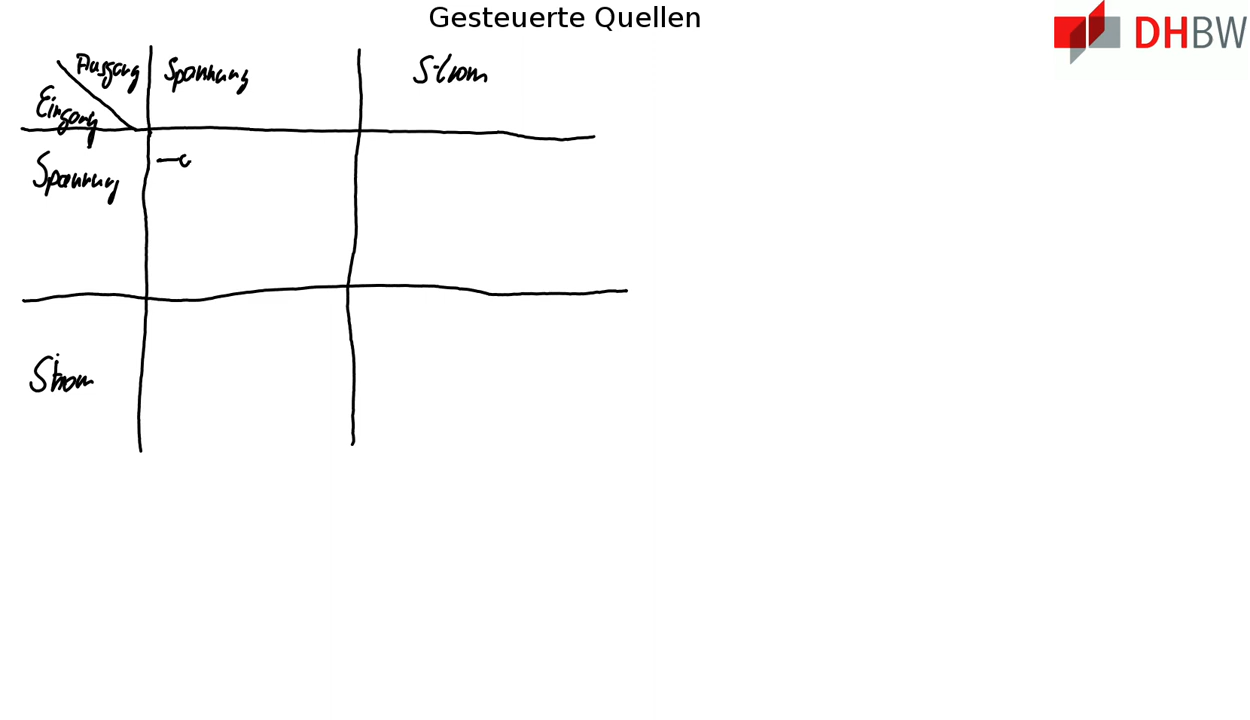 Gesteuerte Quellen
DHBW
Ausgang Spannung Strom
Eingang
Spannung
Strom